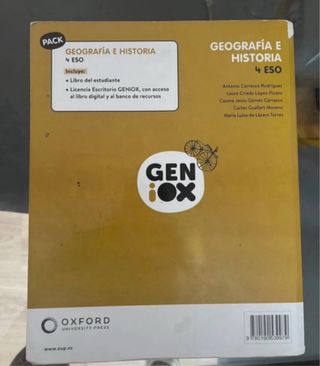 PACK
GEOGRAFÍA E HISTORIA
4 ESO
Incluye:
• Libro del estudiante
• Licencia Escritorio GENiOX, con acceso
al libro digital y al banco de recursos
GEOGRAFÍA E
HISTORIA
4 ESO
Antonio Carrasco Rodríguez
Laura Criado López-Picazo
Cosme Jesús Gómez Carrasco
Carlos Guallart Moreno
María Luisa de Lázaro Torres
GEN
iOX
OXFORD
UNIVERSITY PRESS
www.oup.es